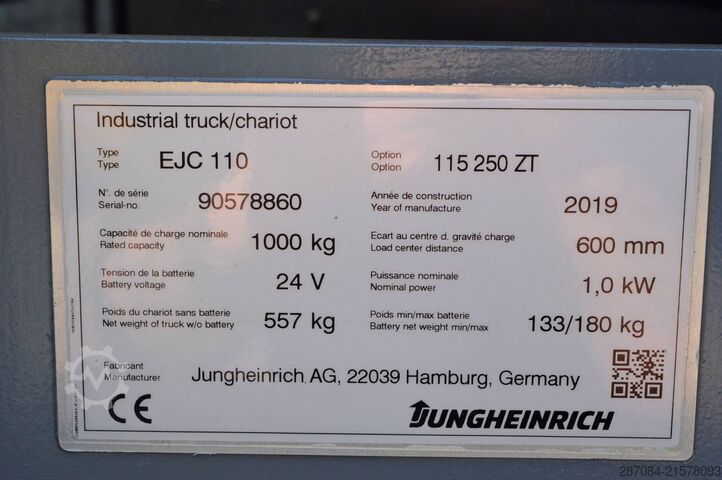 Industrial truck/chariot
Type
Type
EJC 110
Option
Option
115 250 ZT
N°. de série
Serial-no.
90578860
Année de construction
Year of manufacture
2019
Capacité de charge nominale
Rated capacity
1000 kg
Ecart au centre d. gravité charge
Load center distance
600 mm
Tension de la batterie
Battery voltage
24 V
Puissance nominale
Nominal power
1,0 kW
Poids du chariot sans batterie
Net weight of truck w/o battery
557 kg
Poids min/max batterie
Battery net weight min/max
133/180 kg
Fabricant
Manufacturer
Jungheinrich AG, 22039 Hamburg, Germany
CE
JUNGHEINRICH
287084-21578093